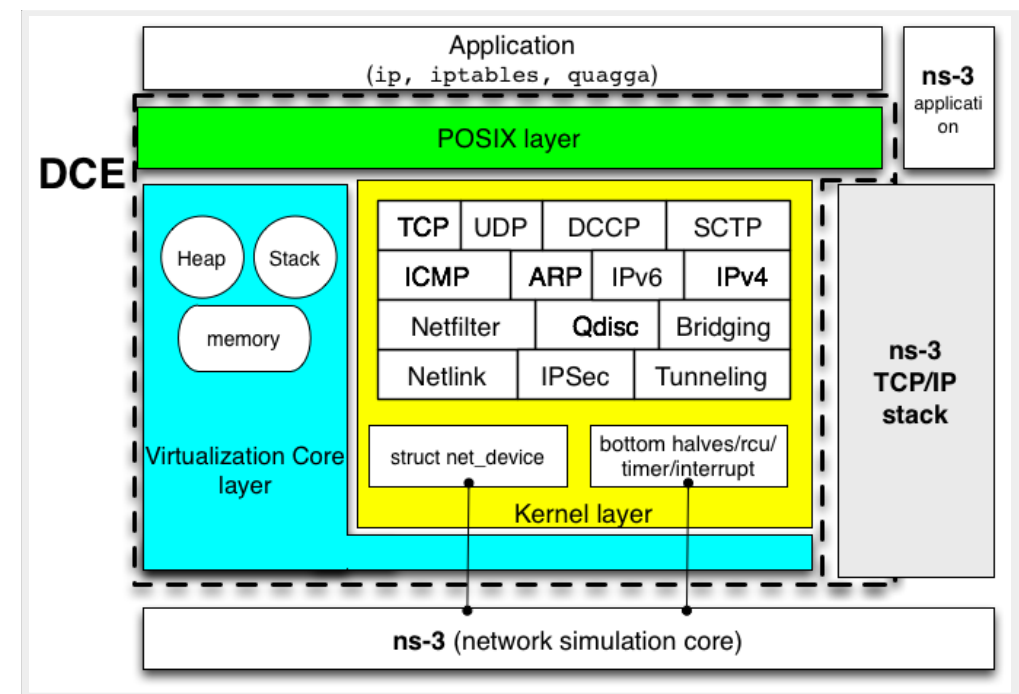 Application
(ip, iptables, quagga)
ns-3
applicati
on
POSIX layer
DCE
Heap
Stack
memory
Virtualization Core
layer
TCP UDP DCCP SCTP
ICMP ARP IPv6 IPv4
Netfilter Qdisc Bridging
Netlink IPSec Tunneling
struct net_device
bottom halves/rcu/
timer/interrupt
Kernel layer
ns-3
TCP/IP
stack
ns-3 (network simulation core)